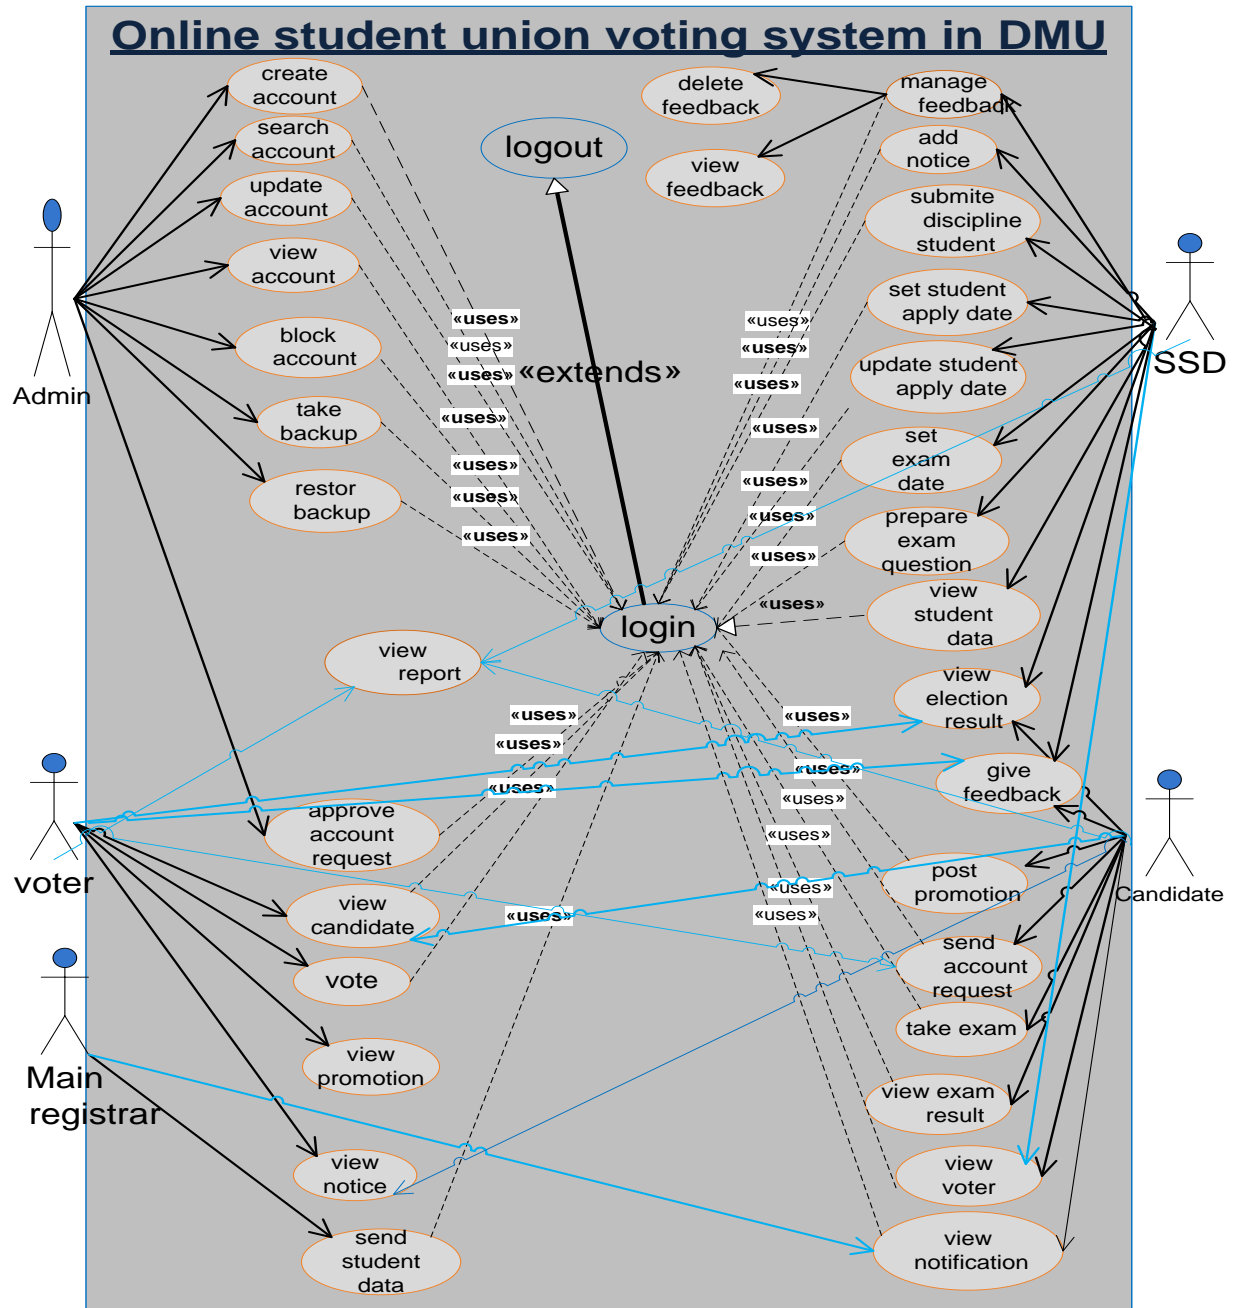 Online student union voting system in DMU
create
account
search
account
update
account
view
account
block
account
take
backup
restor
backup
logout
delete
feedback
view
feedback
manage
feedback
add
notice
submite
discipline
student
set student
apply date
update student
apply date
set
exam
date
prepare
exam
question
view
student
data
view
election
result
give
feedback
Admin
SSD
«uses»
«uses»
«uses»
«uses»
«uses»
«uses»
«uses»
«extends»
«uses»
«uses»
«uses»
«uses»
«uses»
«uses»
«uses»
«uses»
login
view
report
«uses»
«uses»
«uses»
«uses»
«uses»
«uses»
«uses»
«uses»
«uses»
«uses»
voter
Candidate
Main
registrar
approve
account
request
view
candidate
vote
view
promotion
view
notice
send
student
data
post
promotion
send
account
request
take exam
view exam
result
view
voter
view
notification